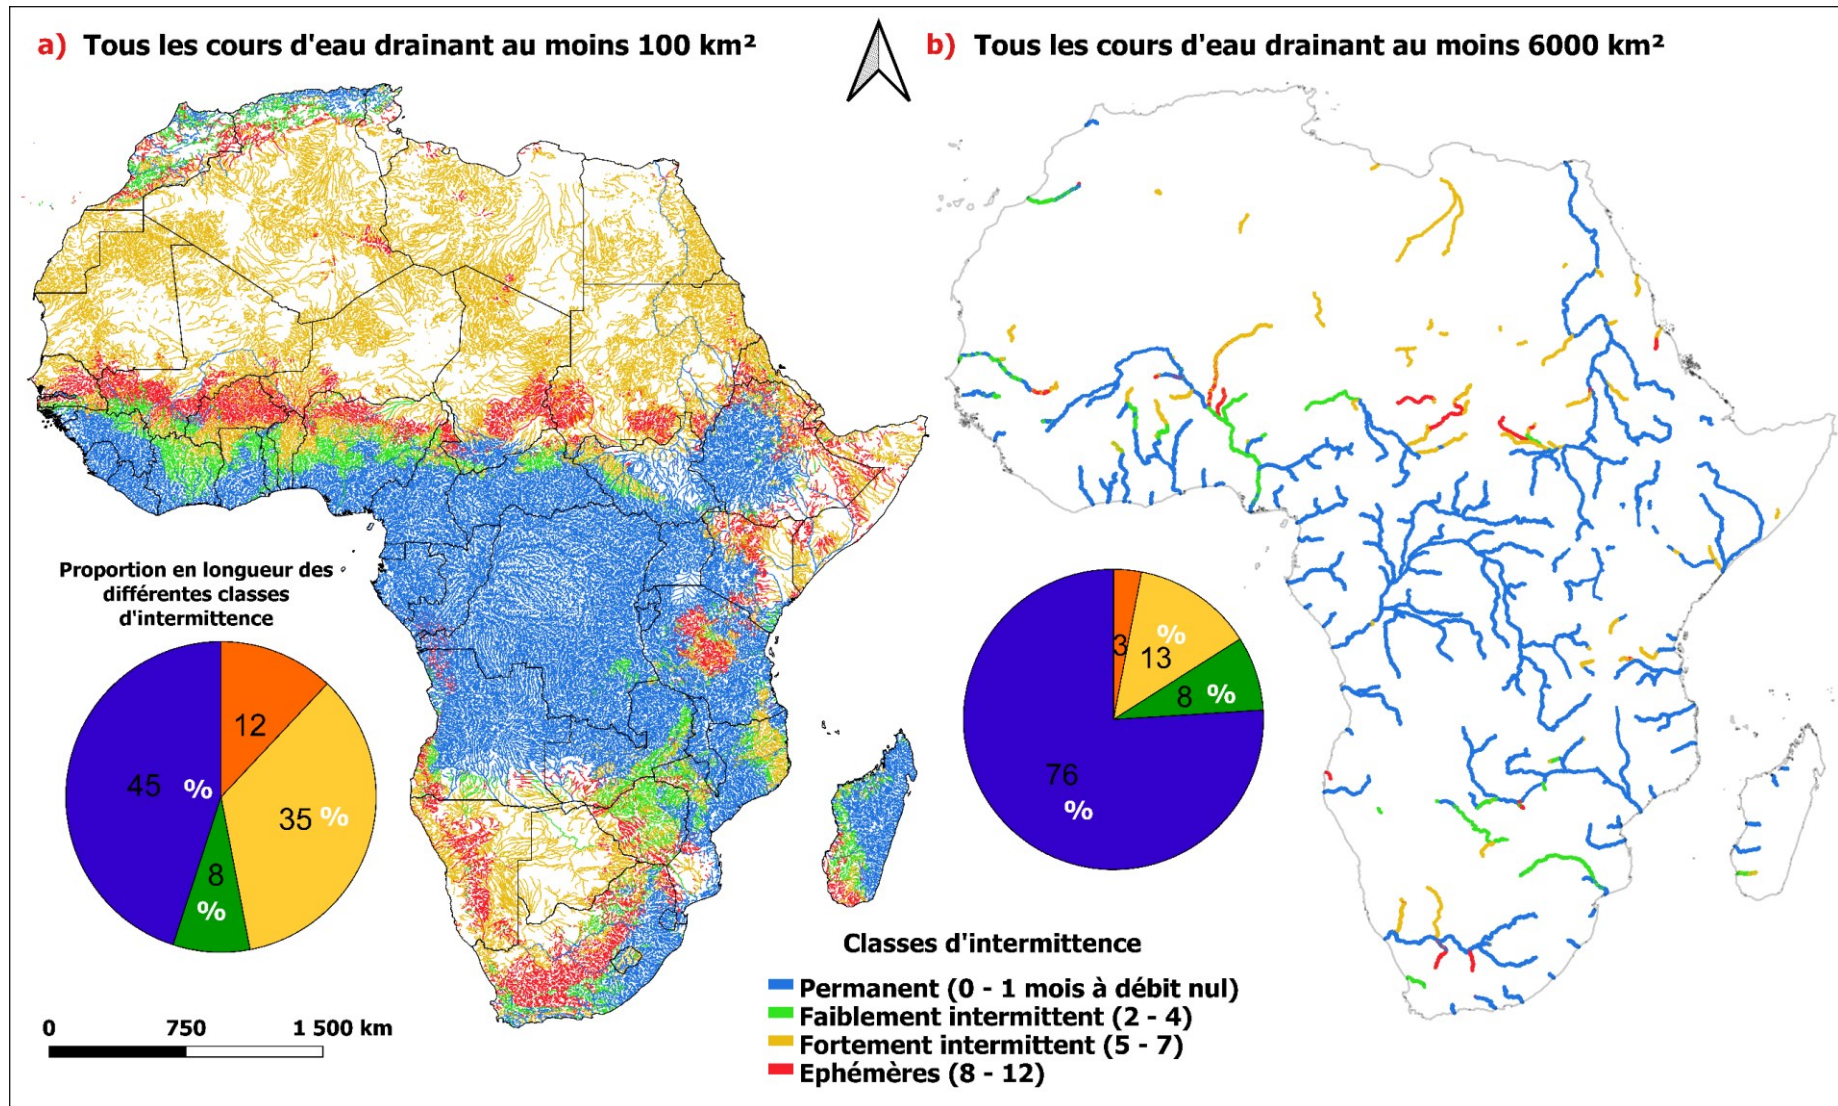 a) Tous les cours d'eau drainant au moins 100 km²
b) Tous les cours d'eau drainant au moins 6000 km²
Proportion en longueur des
différentes classes
d'intermittence
12
45 %
35 %
8
%
3
%
13
8 %
76
%
Classes d'intermittence
Permanent (0 - 1 mois à débit nul)
Faiblement intermittent (2 - 4)
Fortement intermittent (5 - 7)
Ephémères (8 - 12)
0 750 1 500 km